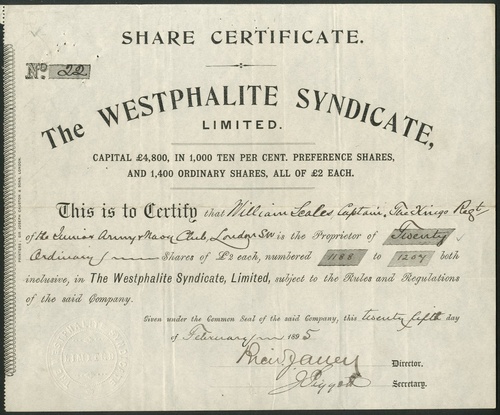 SHARE CERTIFICATE.
No. 22
The WESTPHALITE SYNDICATE,
LIMITED.
CAPITAL £4,800, IN 1,000 TEN PER CENT. PREFERENCE SHARES,
AND 1,400 ORDINARY SHARES, ALL OF £2 EACH.
This is to Certify that William Scales Captain, The Kings Regt
of the Junior Army & Navy Club, London SW is the Proprietor of Twenty
Ordinary Shares of £2 each, numbered 1188 to 1207 both
inclusive, in The Westphalite Syndicate, Limited, subject to the Rules and Regulations
of the said Company.
Given under the Common Seal of the said Company, this twenty fifth day
of February 1895
Director.
J Piggott
Secretary.